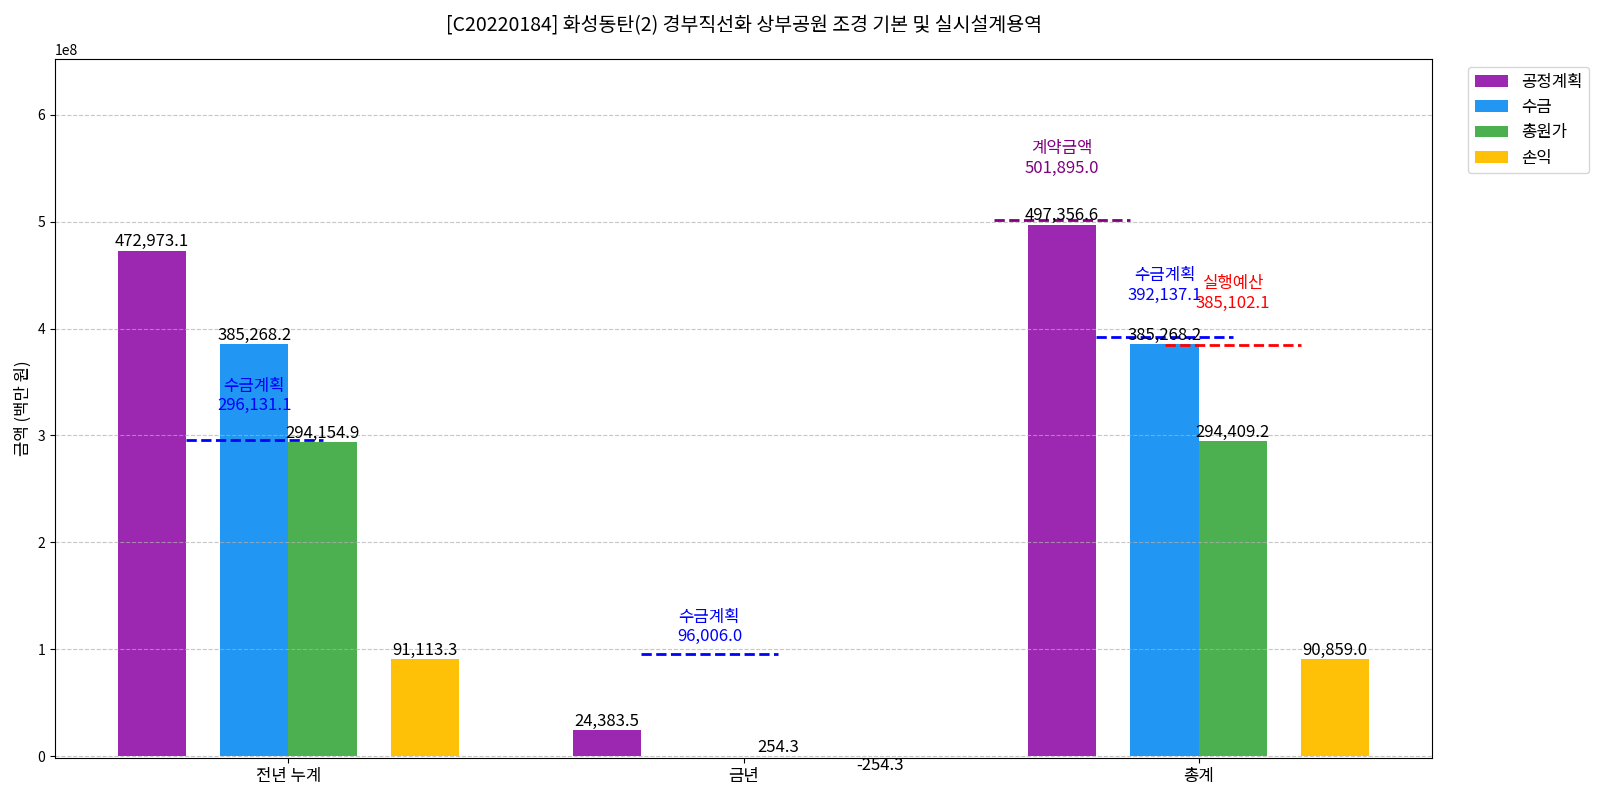 [C20220184] 화성동탄(2) 경부직선화 상부공원 조경 기본 및 실시설계용역
1e8
공정계획
수금
총원가
손익
금액 (백만 원)
6
5
4
3
2
1
0
472,973.1
385,268.2
수금계획
296,131.1
294,154.9
91,113.3
24,383.5
수금계획
96,006.0
254.3
-254.3
계약금액
501,895.0
497,356.6
수금계획
392,137.1
실행예산
385,102.1
385,268.2
294,409.2
90,859.0
전년 누계
금년
총계